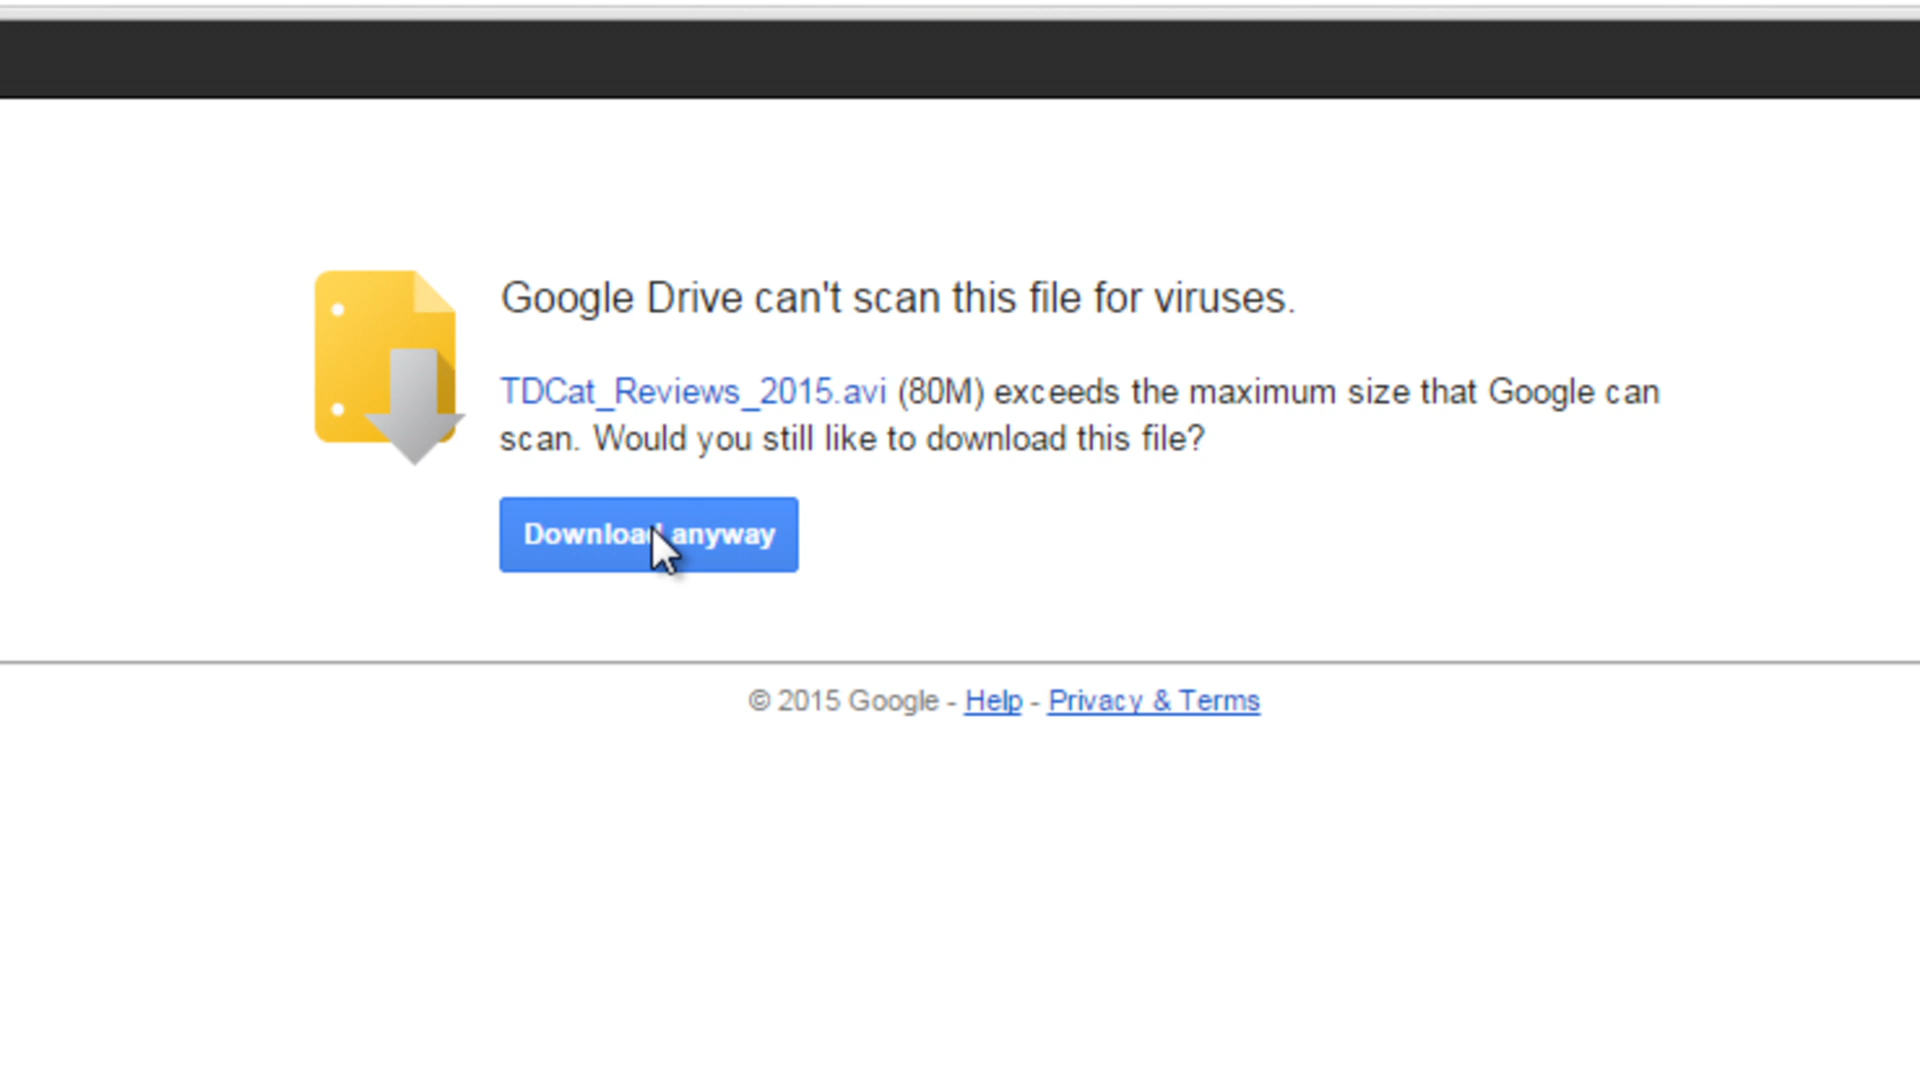 Google Drive can't scan this file for viruses.
TDCat_Reviews_2015.avi (80M) exceeds the maximum size that Google can
scan. Would you still like to download this file?
Download anyway
© 2015 Google - Help - Privacy & Terms